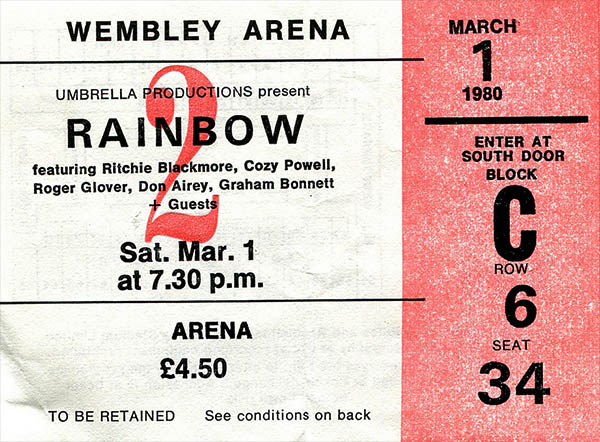 WEMBLEY ARENA
2
UMBRELLA PRODUCTIONS present
RAINBOW
featuring Ritchie Blackmore, Cozy Powell,
Roger Glover, Don Airey, Graham Bonnett
+ Guests
Sat. Mar. 1
at 7.30 p.m.
ARENA
£4.50
TO BE RETAINED See conditions on back
MARCH
1
1980
ENTER AT
SOUTH DOOR
BLOCK
C
ROW
6
SEAT
34